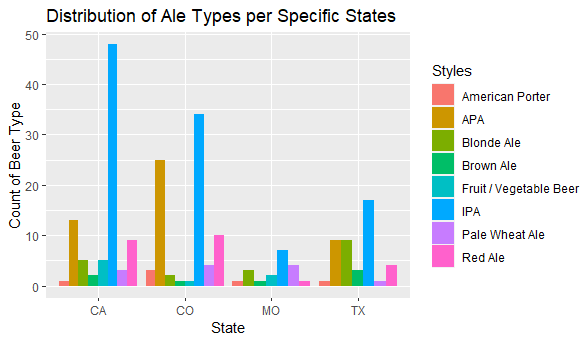 Distribution of Ale Types per Specific States
Count of Beer Type
50
40
30
20
10
0
CA CO MO TX
State
Styles
American Porter
APA
Blonde Ale
Brown Ale
Fruit / Vegetable Beer
IPA
Pale Wheat Ale
Red Ale